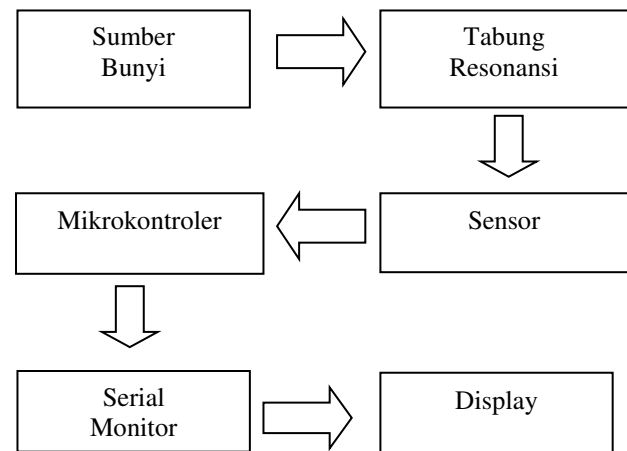 Sumber
Bunyi
Tabung
Resonansi
Sensor
Mikrokontroler
Serial
Monitor
Display